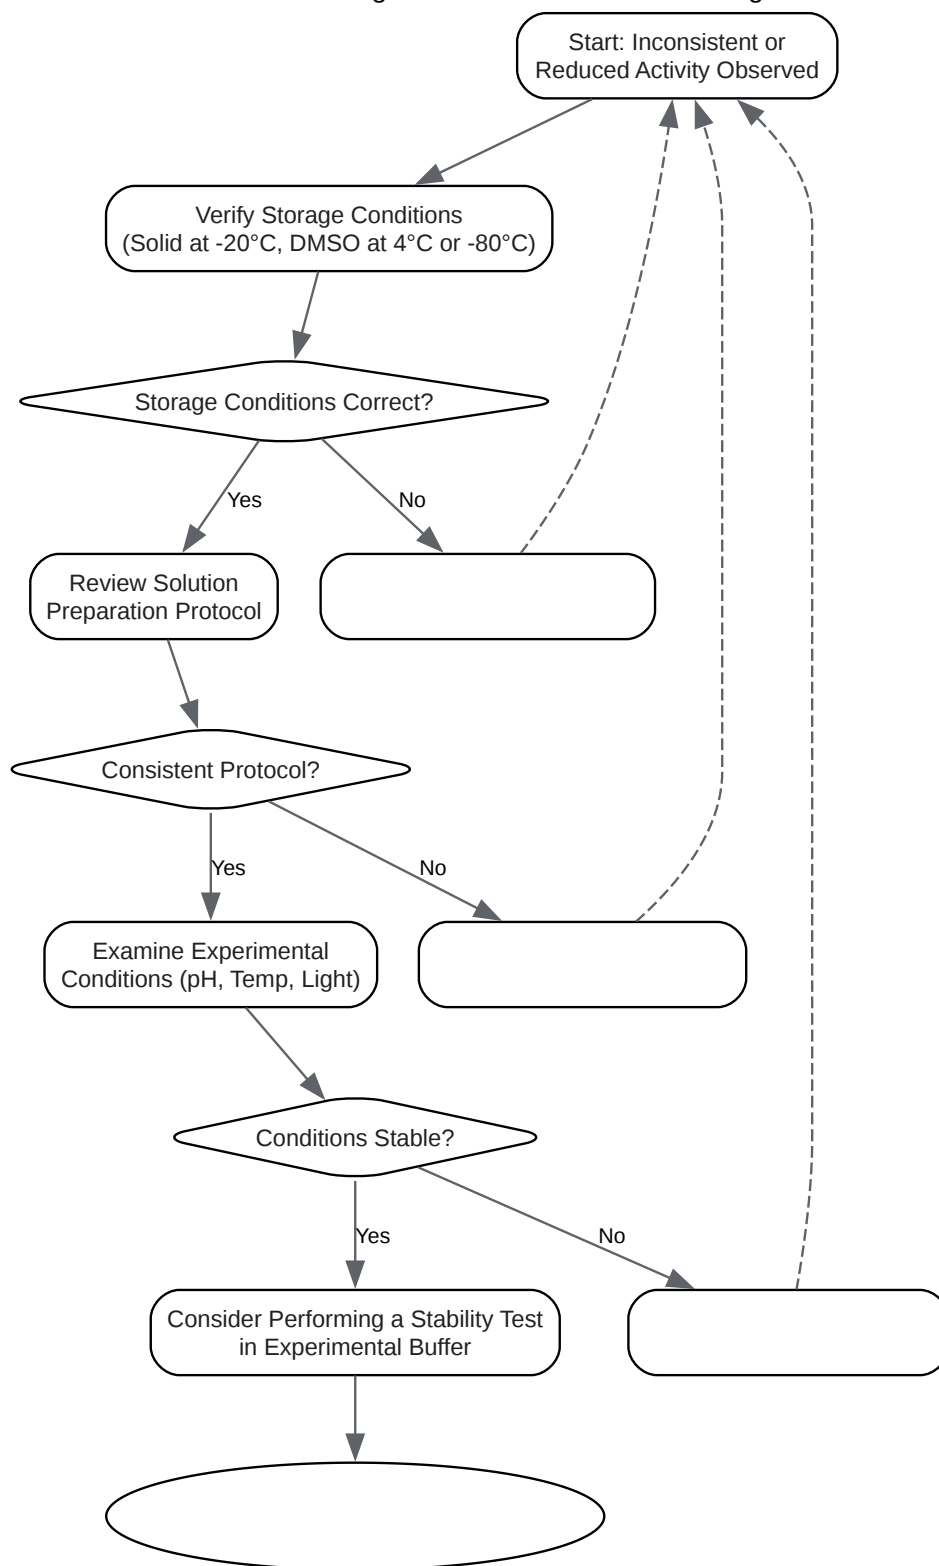 Start: Inconsistent or
Reduced Activity Observed
Verify Storage Conditions
(Solid at -20°C, DMSO at 4°C or -80°C)
Storage Conditions Correct?
Yes
No
Review Solution
Preparation Protocol
Consistent Protocol?
Yes
No
Examine Experimental
Conditions (pH, Temp, Light)
Conditions Stable?
Yes
No
Consider Performing a Stability Test
in Experimental Buffer